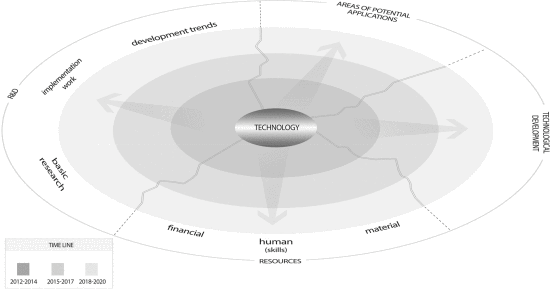 AREAS OF POTENTIAL
APPLICATIONS
development trends
implementation
work
R&D
TECHNOLOGY
TECHNOLOGICAL
DEVELOPMENT
basic
research
financial
human
(skills)
material
RESOURCES
TIME LINE
2012-2014
2015-2017
2018-2020